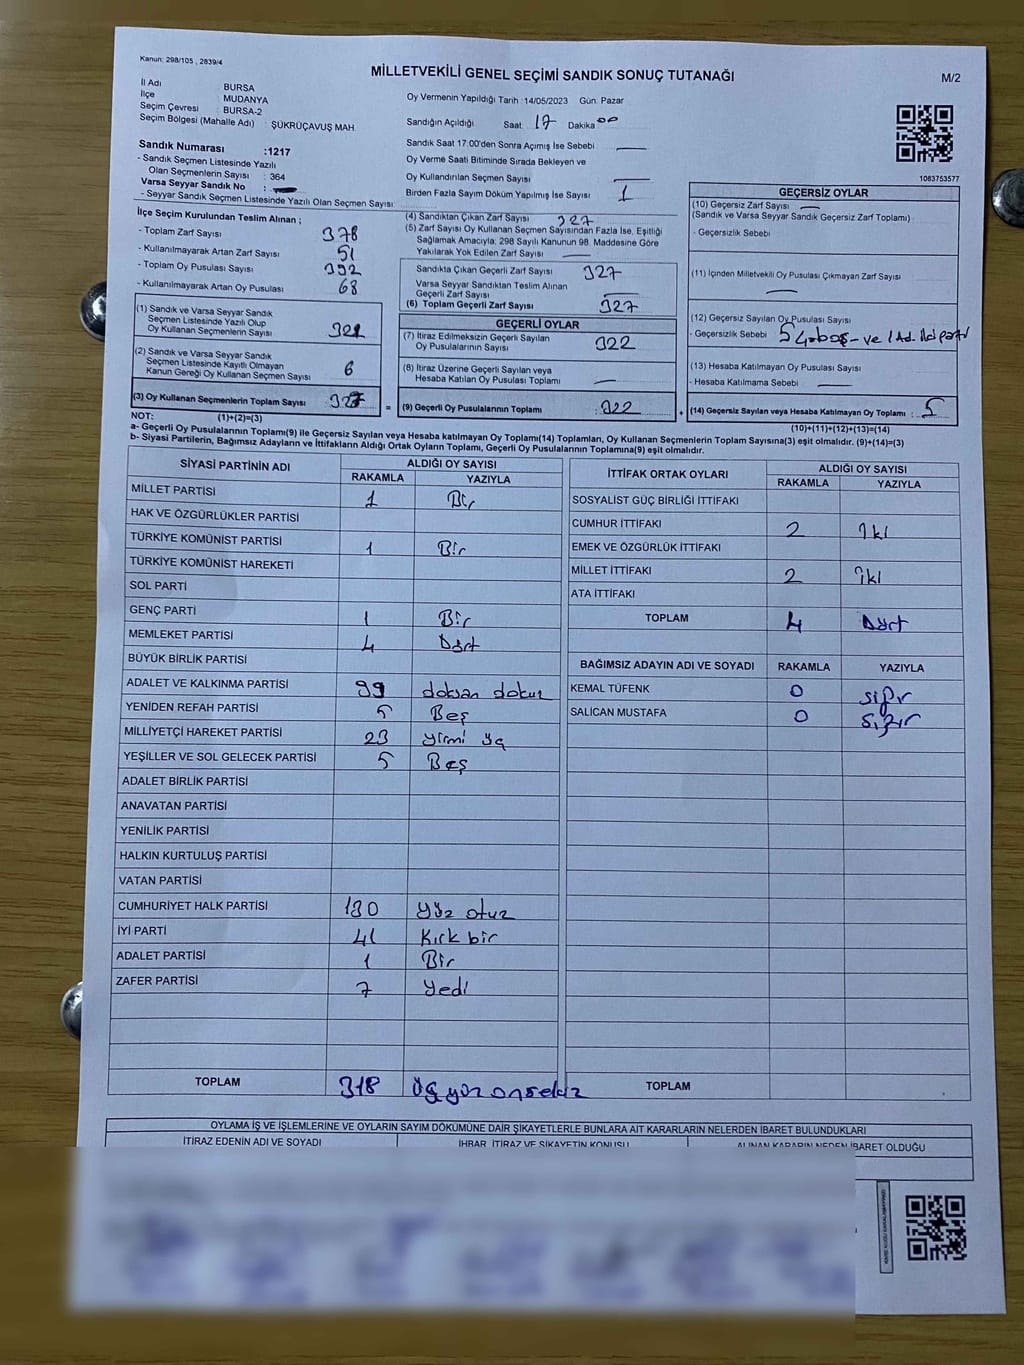 Kanun: 298/105 , 2839/4
MİLLETVEKİLİ GENEL SEÇİMİ SANDIK SONUÇ TUTANAĞI
M/2
İl Adı : BURSA
İlçe : MUDANYA
Seçim Çevresi : BURSA-2
Seçim Bölgesi (Mahalle Adı) : ŞÜKRÜÇAVUŞ MAH
Oy Vermenin Yapıldığı Tarih :14/05/2023 Gün: Pazar
Sandığın Açıldığı Saat: 17 Dakika 00
Sandık Saat 17.00'den Sonra Açımış İse Sebebi
Oy Verme Saati Bitiminde Sırada Bekleyen ve
Oy Kullandırılan Seçmen Sayısı
Birden Fazla Sayım Döküm Yapılmış İse Sayısı 1
1083753577
Sandık Numarası :1217
- Sandık Seçmen Listesinde Yazılı
Olan Seçmenlerin Sayısı : 364
Varsa Seyyar Sandık No :
- Seyyar Sandık Seçmen Listesinde Yazılı Olan Seçmen Sayısı:
İlçe Seçim Kurulundan Teslim Alınan ;
- Toplam Zarf Sayısı 378
- Kullanılmayarak Artan Zarf Sayısı 51
- Toplam Oy Pusulası Sayısı 392
- Kullanılmayarak Artan Oy Pusulası 68
(1) Sandık ve Varsa Seyyar Sandık
Seçmen Listesinde Yazılı Olup
Oy Kullanan Seçmenlerin Sayısı 321
(2) Sandık ve Varsa Seyyar Sandık
Seçmen Listesinde Kayıtlı Olmayan
Kanun Gereği Oy Kullanan Seçmen Sayısı 6
(3) Oy Kullanan Seçmenlerin Toplam Sayısı 327
(4) Sandıktan Çıkan Zarf Sayısı 327
(5) Zarf Sayısı Oy Kullanan Seçmen Sayısından Fazla İse, Eşitliği
Sağlamak Amacıyla; 298 Sayılı Kanunun 98. Maddesine Göre
Yakılarak Yok Edilen Zarf Sayısı
Sandıkta Çıkan Geçerli Zarf Sayısı 327
Varsa Seyyar Sandıktan Teslim Alınan
Geçerli Zarf Sayısı
(6) Toplam Geçerli Zarf Sayısı 327
GEÇERLİ OYLAR
(7) İtiraz Edilmeksizin Geçerli Sayılan
Oy Pusulalarının Sayısı 322
(8) İtiraz Üzerine Geçerli Sayılan veya
Hesaba Katılan Oy Pusulası Toplamı
= (9) Geçerli Oy Pusulalarının Toplamı : 322
GEÇERSİZ OYLAR
(10) Geçersiz Zarf Sayısı
(Sandık ve Varsa Seyyar Sandık Geçersiz Zarf Toplamı)
- Geçersizlik Sebebi
(11) İçinden Milletvekili Oy Pusulası Çıkmayan Zarf Sayısı
(12) Geçersiz Sayılan Oy Pusulası Sayısı
- Geçersizlik Sebebi 5 4 boş - ve 1 Ad. iki parti
(13) Hesaba Katılmayan Oy Pusulası Sayısı
- Hesaba Katılmama Sebebi
+ (14) Geçersiz Sayılan veya Hesaba Katılmayan Oy Toplamı : 5
NOT: (1)+(2)=(3)
(10)+(11)+(12)+(13)=(14)
a- Geçerli Oy Pusulalarının Toplamı(9) ile Geçersiz Sayılan veya Hesaba katılmayan Oy Toplamı(14) Toplamları, Oy Kullanan Seçmenlerin Toplam Sayısına(3) eşit olmalıdır. (9)+(14)=(3)
b- Siyasi Partilerin, Bağımsız Adayların ve İttifakların Aldığı Ortak Oyların Toplamı, Geçerli Oy Pusulalarının Toplamına(9) eşit olmalıdır.
SİYASİ PARTİNİN ADI ALDIĞI OY SAYISI
RAKAMLA YAZIYLA
MİLLET PARTİSİ 1 Bir
HAK VE ÖZGÜRLÜKLER PARTİSİ
TÜRKİYE KOMÜNİST PARTİSİ 1 Bir
TÜRKİYE KOMÜNİST HAREKETİ
SOL PARTİ
GENÇ PARTİ 1 Bir
MEMLEKET PARTİSİ 4 Dört
BÜYÜK BİRLİK PARTİSİ
ADALET VE KALKINMA PARTİSİ 99 doksan dokuz
YENİDEN REFAH PARTİSİ 5 Beş
MİLLİYETÇİ HAREKET PARTİSİ 23 yirmi üç
YEŞİLLER VE SOL GELECEK PARTİSİ 5 Beş
ADALET BİRLİK PARTİSİ
ANAVATAN PARTİSİ
YENİLİK PARTİSİ
HALKIN KURTULUŞ PARTİSİ
VATAN PARTİSİ
CUMHURİYET HALK PARTİSİ 130 Yüz otuz
İYİ PARTİ 41 Kırk bir
ADALET PARTİSİ 1 Bir
ZAFER PARTİSİ 7 Yedi
TOPLAM 318 üçyüz onsekiz
İTTİFAK ORTAK OYLARI ALDIĞI OY SAYISI
RAKAMLA YAZIYLA
SOSYALİST GÜÇ BİRLİĞİ İTTİFAKI
CUMHUR İTTİFAKI 2 iki
EMEK VE ÖZGÜRLÜK İTTİFAKI
MİLLET İTTİFAKI 2 iki
ATA İTTİFAKI
TOPLAM 4 Dört
BAĞIMSIZ ADAYIN ADI VE SOYADI RAKAMLA YAZIYLA
KEMAL TÜFENK 0 sıfır
SALİCAN MUSTAFA 0 sıfır
TOPLAM
OYLAMA İŞ VE İŞLEMLERİNE VE OYLARIN SAYIM DÖKÜMÜNE DAİR ŞİKAYETLERLE BUNLARA AİT KARARLARIN NELERDEN İBARET BULUNDUKLARI
İTİRAZ EDENİN ADI VE SOYADI İHBAR, İTİRAZ VE ŞİKAYETİN KONUSU ALINAN KARARIN NEDEN İBARET OLDUĞU